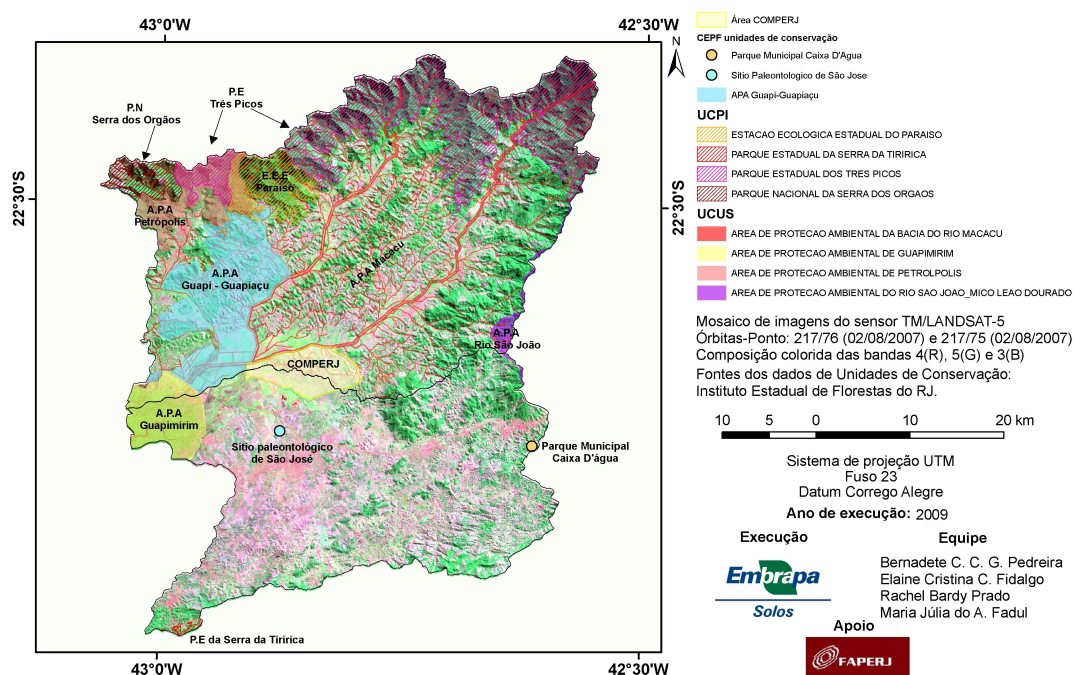 43°0'W
42°30'W
N
P.N
Serra dos Orgãos
P.E
Três Picos
E.E.E
Paraíso
A.P.A
Petrópolis
A.P.A
Guapi - Guapiaçu
A.P.A Macacu
A.P.A
Rio São João
COMPERJ
A.P.A
Guapimirim
Sítio paleontológico
de São José
Parque Municipal
Caixa D'água
P.E da Serra da Tiririca
22°30'S
22°30'S
43°0'W
42°30'W
Área COMPERJ
CEPF unidades de conservação
Parque Municipal Caixa D'Agua
Sitio Paleontologico de São Jose
APA Guapi-Guapiaçu
UCPI
ESTACAO ECOLOGICA ESTADUAL DO PARAISO
PARQUE ESTADUAL DA SERRA DA TIRIRICA
PARQUE ESTADUAL DOS TRES PICOS
PARQUE NACIONAL DA SERRA DOS ORGAOS
UCUS
AREA DE PROTECAO AMBIENTAL DA BACIA DO RIO MACACU
AREA DE PROTECAO AMBIENTAL DE GUAPIMIRIM
AREA DE PROTECAO AMBIENTAL DE PETROLPOLIS
AREA DE PROTECAO AMBIENTAL DO RIO SAO JOAO_MICO LEAO DOURADO
Mosaico de imagens do sensor TM/LANDSAT-5
Órbitas-Ponto: 217/76 (02/08/2007) e 217/75 (02/08/2007)
Composição colorida das bandas 4(R), 5(G) e 3(B)
Fontes dos dados de Unidades de Conservação:
Instituto Estadual de Florestas do RJ.
10 5 0 10 20 km
Sistema de projeção UTM
Fuso 23
Datum Corrego Alegre
Ano de execução: 2009
Execução
Embrapa
Solos
Equipe
Bernadete C. C. G. Pedreira
Elaine Cristina C. Fidalgo
Rachel Bardy Prado
Maria Júlia do A. Fadul
Apoio
FAPERJ